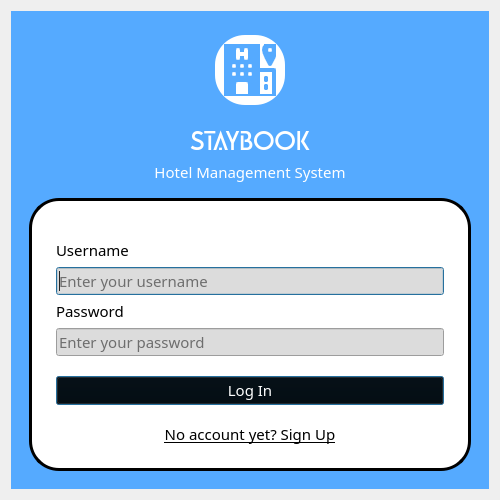 H
STAYBOOK
Hotel Management System
Username
Enter your username
Password
Enter your password
Log In
No account yet? Sign Up